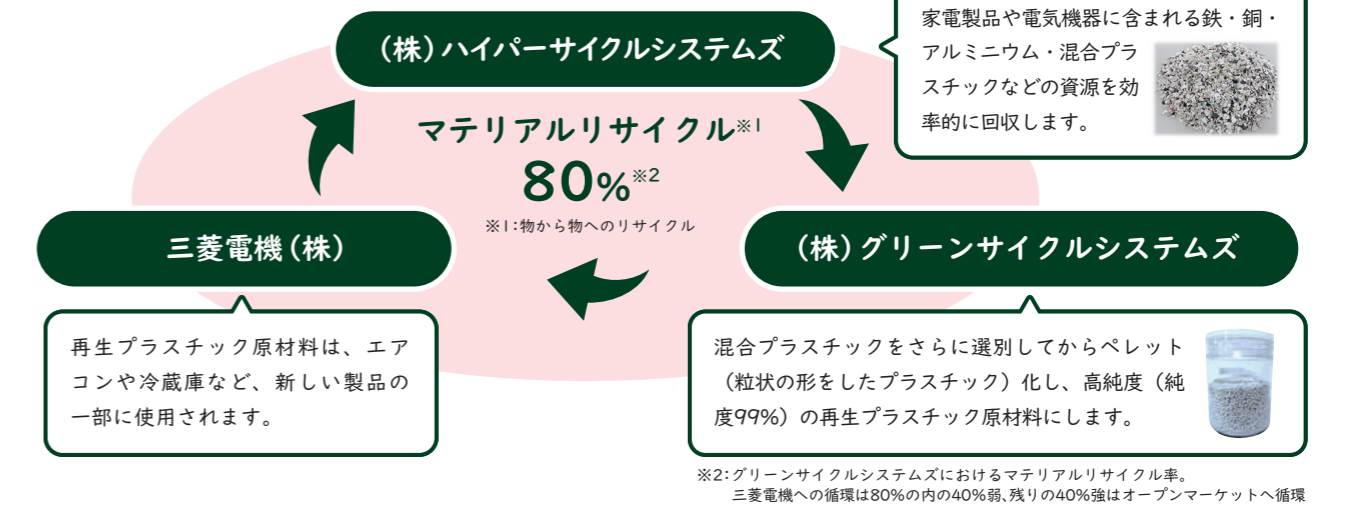 家電製品や電気機器に含まれる鉄・銅・
アルミニウム・混合プラ
スチックなどの資源を効
率的に回収します。
(株)ハイパーサイクルシステムズ
マテリアルリサイクル※1
80%※2
※1:物から物へのリサイクル
三菱電機(株)
(株)グリーンサイクルシステムズ
再生プラスチック原材料は、エア
コンや冷蔵庫など、新しい製品の
一部に使用されます。
混合プラスチックをさらに選別してからペレット
(粒状の形をしたプラスチック)化し、高純度(純
度99%)の再生プラスチック原材料にします。
※2:グリーンサイクルシステムズにおけるマテリアルリサイクル率。
三菱電機への循環は80%の内の40%弱、残りの40%強はオープンマーケットへ循環